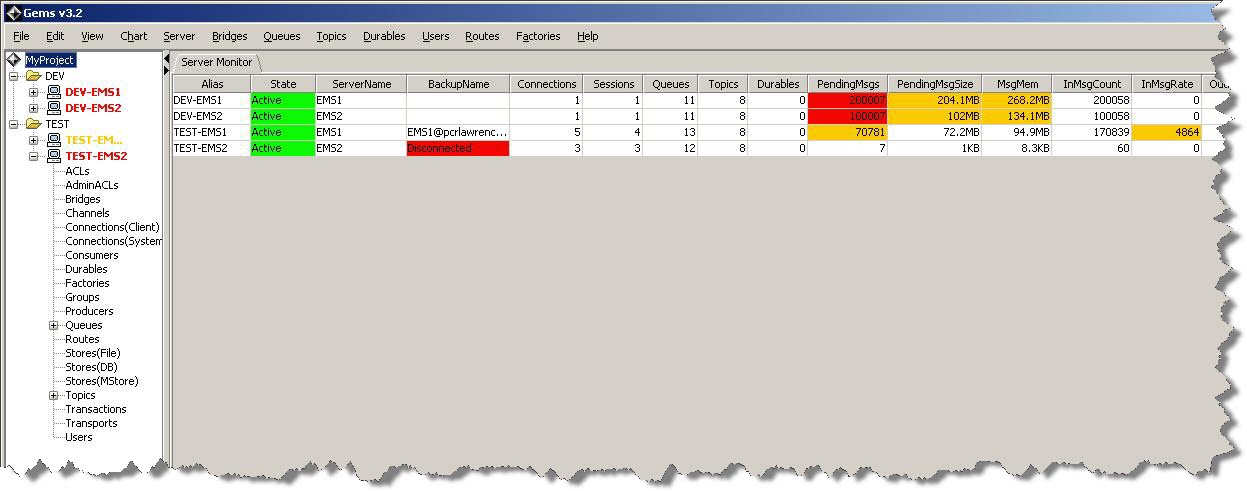 Gems v3.2
File Edit View Chart Server Bridges Queues Topics Durables Users Routes Factories Help
MyProject
DEV
DEV-EMS1
DEV-EMS2
TEST
TEST-EM...
TEST-EMS2
ACLs
AdminACLs
Bridges
Channels
Connections(Client)
Connections(System
Consumers
Durables
Factories
Groups
Producers
Queues
Routes
Stores(File)
Stores(DB)
Stores(MStore)
Topics
Transactions
Transports
Users
Server Monitor
Alias State ServerName BackupName Connections Sessions Queues Topics Durables PendingMsgs PendingMsgSize MsgMem InMsgCount InMsgRate
DEV-EMS1 Active EMS1 1 1 11 8 0 200007 204.1MB 268.2MB 200058 0
DEV-EMS2 Active EMS2 1 1 11 8 0 100007 102MB 134.1MB 100058 0
TEST-EMS1 Active EMS1 EMS1@pcrlawrenc... 5 4 13 8 0 70781 72.2MB 94.9MB 170839 4864
TEST-EMS2 Active EMS2 Disconnected 3 3 12 8 0 7 1KB 8.3KB 60 0